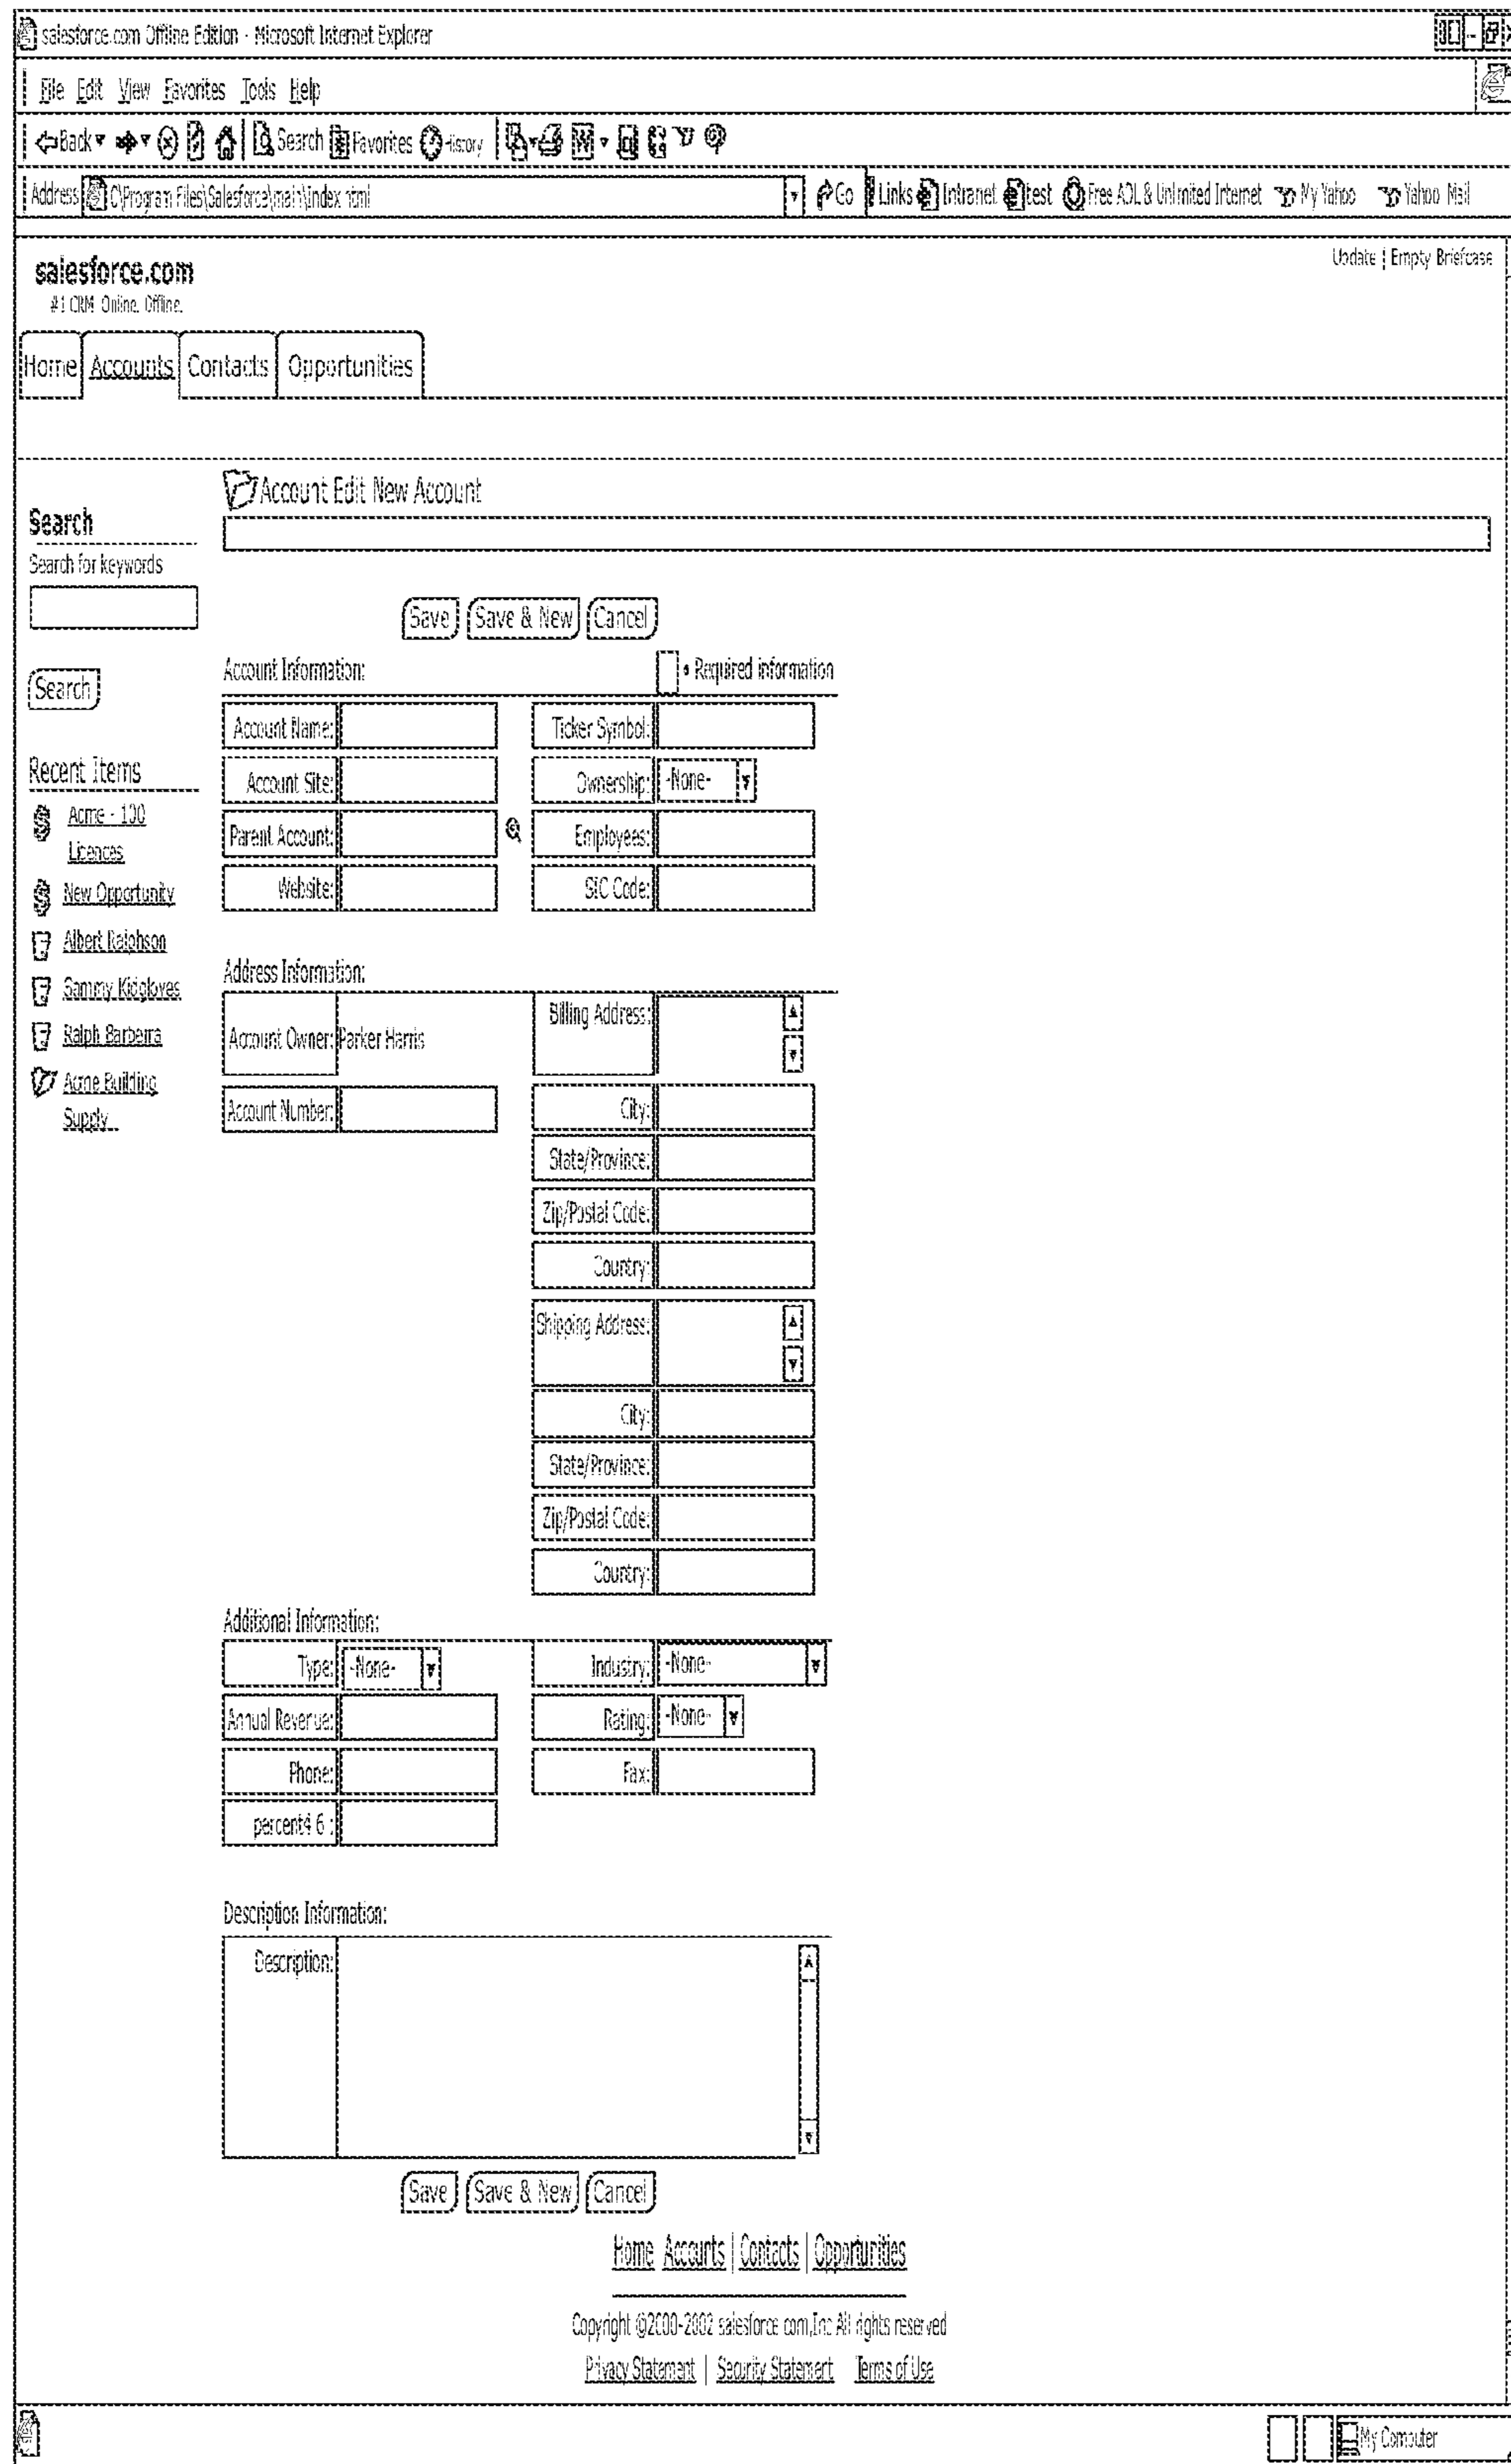 salesforce.com Offline Edition - Microsoft Internet Explorer
File Edit View Favorites Tools Help
Back Search Favorites History
Address C:\Program Files\Salesforce\main\index.html Go Links Intranet test Free AOL & Unlimited Internet My Yahoo Yahoo Mail
Update | Empty Briefcase
salesforce.com
#1 CRM. Online. Offline.
Home Accounts Contacts Opportunities
Account Edit New Account
Search
Search for keywords
Save Save & New Cancel
Search
Account Information: • Required information
Account Name: Ticker Symbol:
Account Site: Ownership: -None-
Parent Account: Employees:
Website: SIC Code:
Recent Items
Acme - 100
Licences
New Opportunity
Albert Ralphson
Sammy Kidgloves
Ralph Barberra
Acme Building
Supply
Address Information:
Account Owner: Parker Harris Billing Address:
Account Number: City:
State/Province:
Zip/Postal Code:
Country:
Shipping Address:
City:
State/Province:
Zip/Postal Code:
Country:
Additional Information:
Type: -None- Industry: -None-
Annual Revenue: Rating: -None-
Phone: Fax:
percent4 6 :
Description Information:
Description:
Save Save & New Cancel
Home Accounts | Contacts | Opportunities
Copyright @2000-2002 salesforce com,Inc All rights reserved
Privacy Statement | Security Statement Terms of Use
My Computer